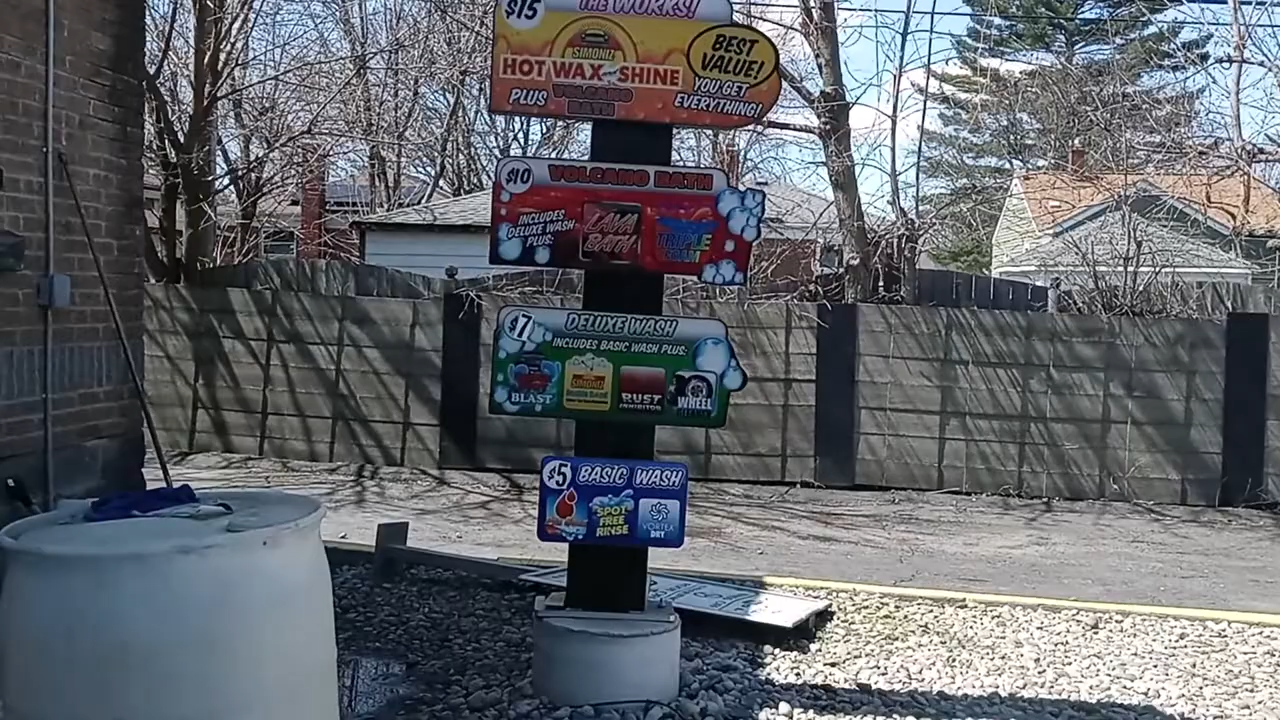 $15 THE WORKS!
SIMONIZ
HOT WAX SHINE
BEST
VALUE!
PLUS VOLCANO
BATH
YOU GET
EVERYTHING!
$10 VOLCANO BATH
INCLUDES
DELUXE WASH
PLUS:
LAVA
BATH
TRIPLE
FOAM
$7 DELUXE WASH
INCLUDES BASIC WASH PLUS:
BLAST
SIMONIZ
RUST
INHIBITOR
WHEEL
$5 BASIC WASH
SPOT
FREE
RINSE
VORTEX
DRY